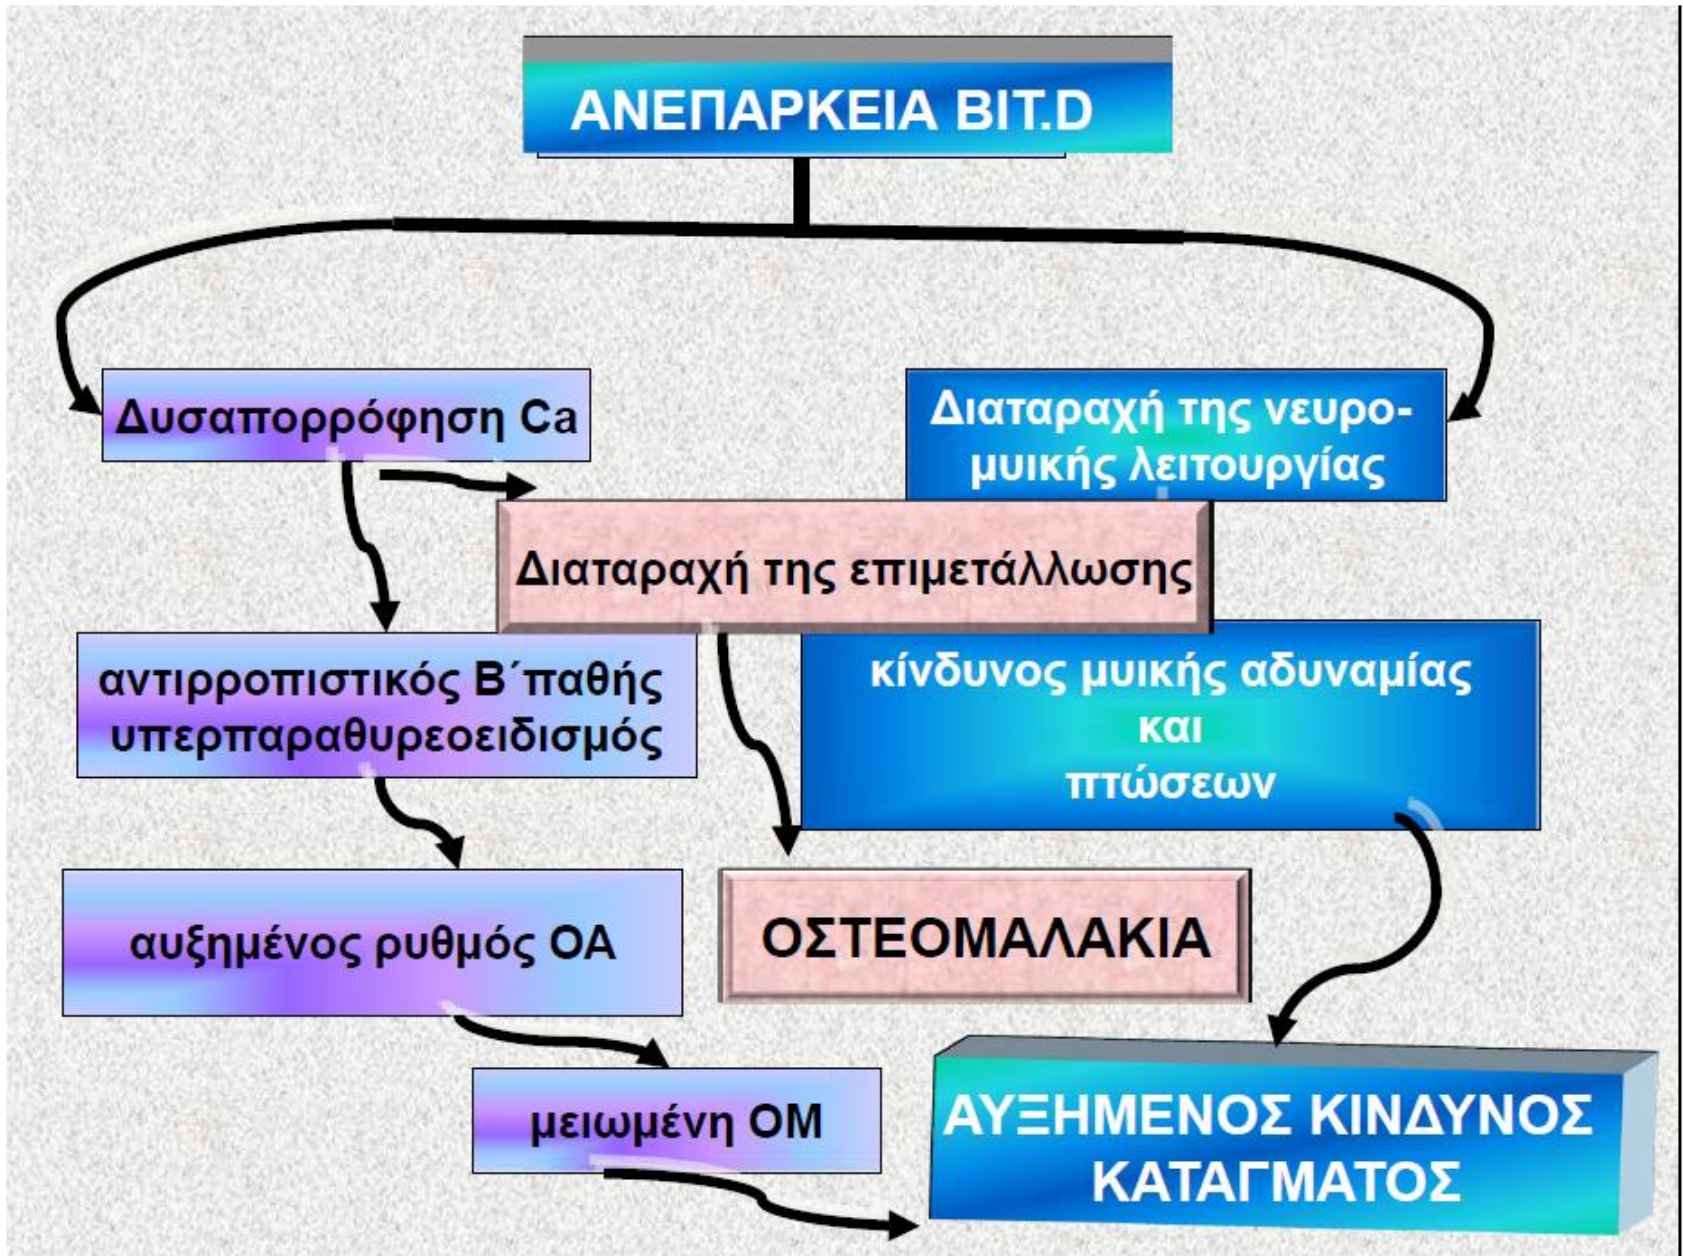 ΑΝΕΠΑΡΚΕΙΑ ΒΙΤ.D
Δυσαπορρόφηση Ca
Διαταραχή της νευρο-
μυικής λειτουργίας
Διαταραχή της επιμετάλλωσης
αντιρροπιστικός Β΄παθής
υπερπαραθυρεοειδισμός
κίνδυνος μυικής αδυναμίας
και
πτώσεων
αυξημένος ρυθμός ΟΑ
ΟΣΤΕΟΜΑΛΑΚΙΑ
μειωμένη ΟΜ
ΑΥΞΗΜΕΝΟΣ ΚΙΝΔΥΝΟΣ
ΚΑΤΑΓΜΑΤΟΣ